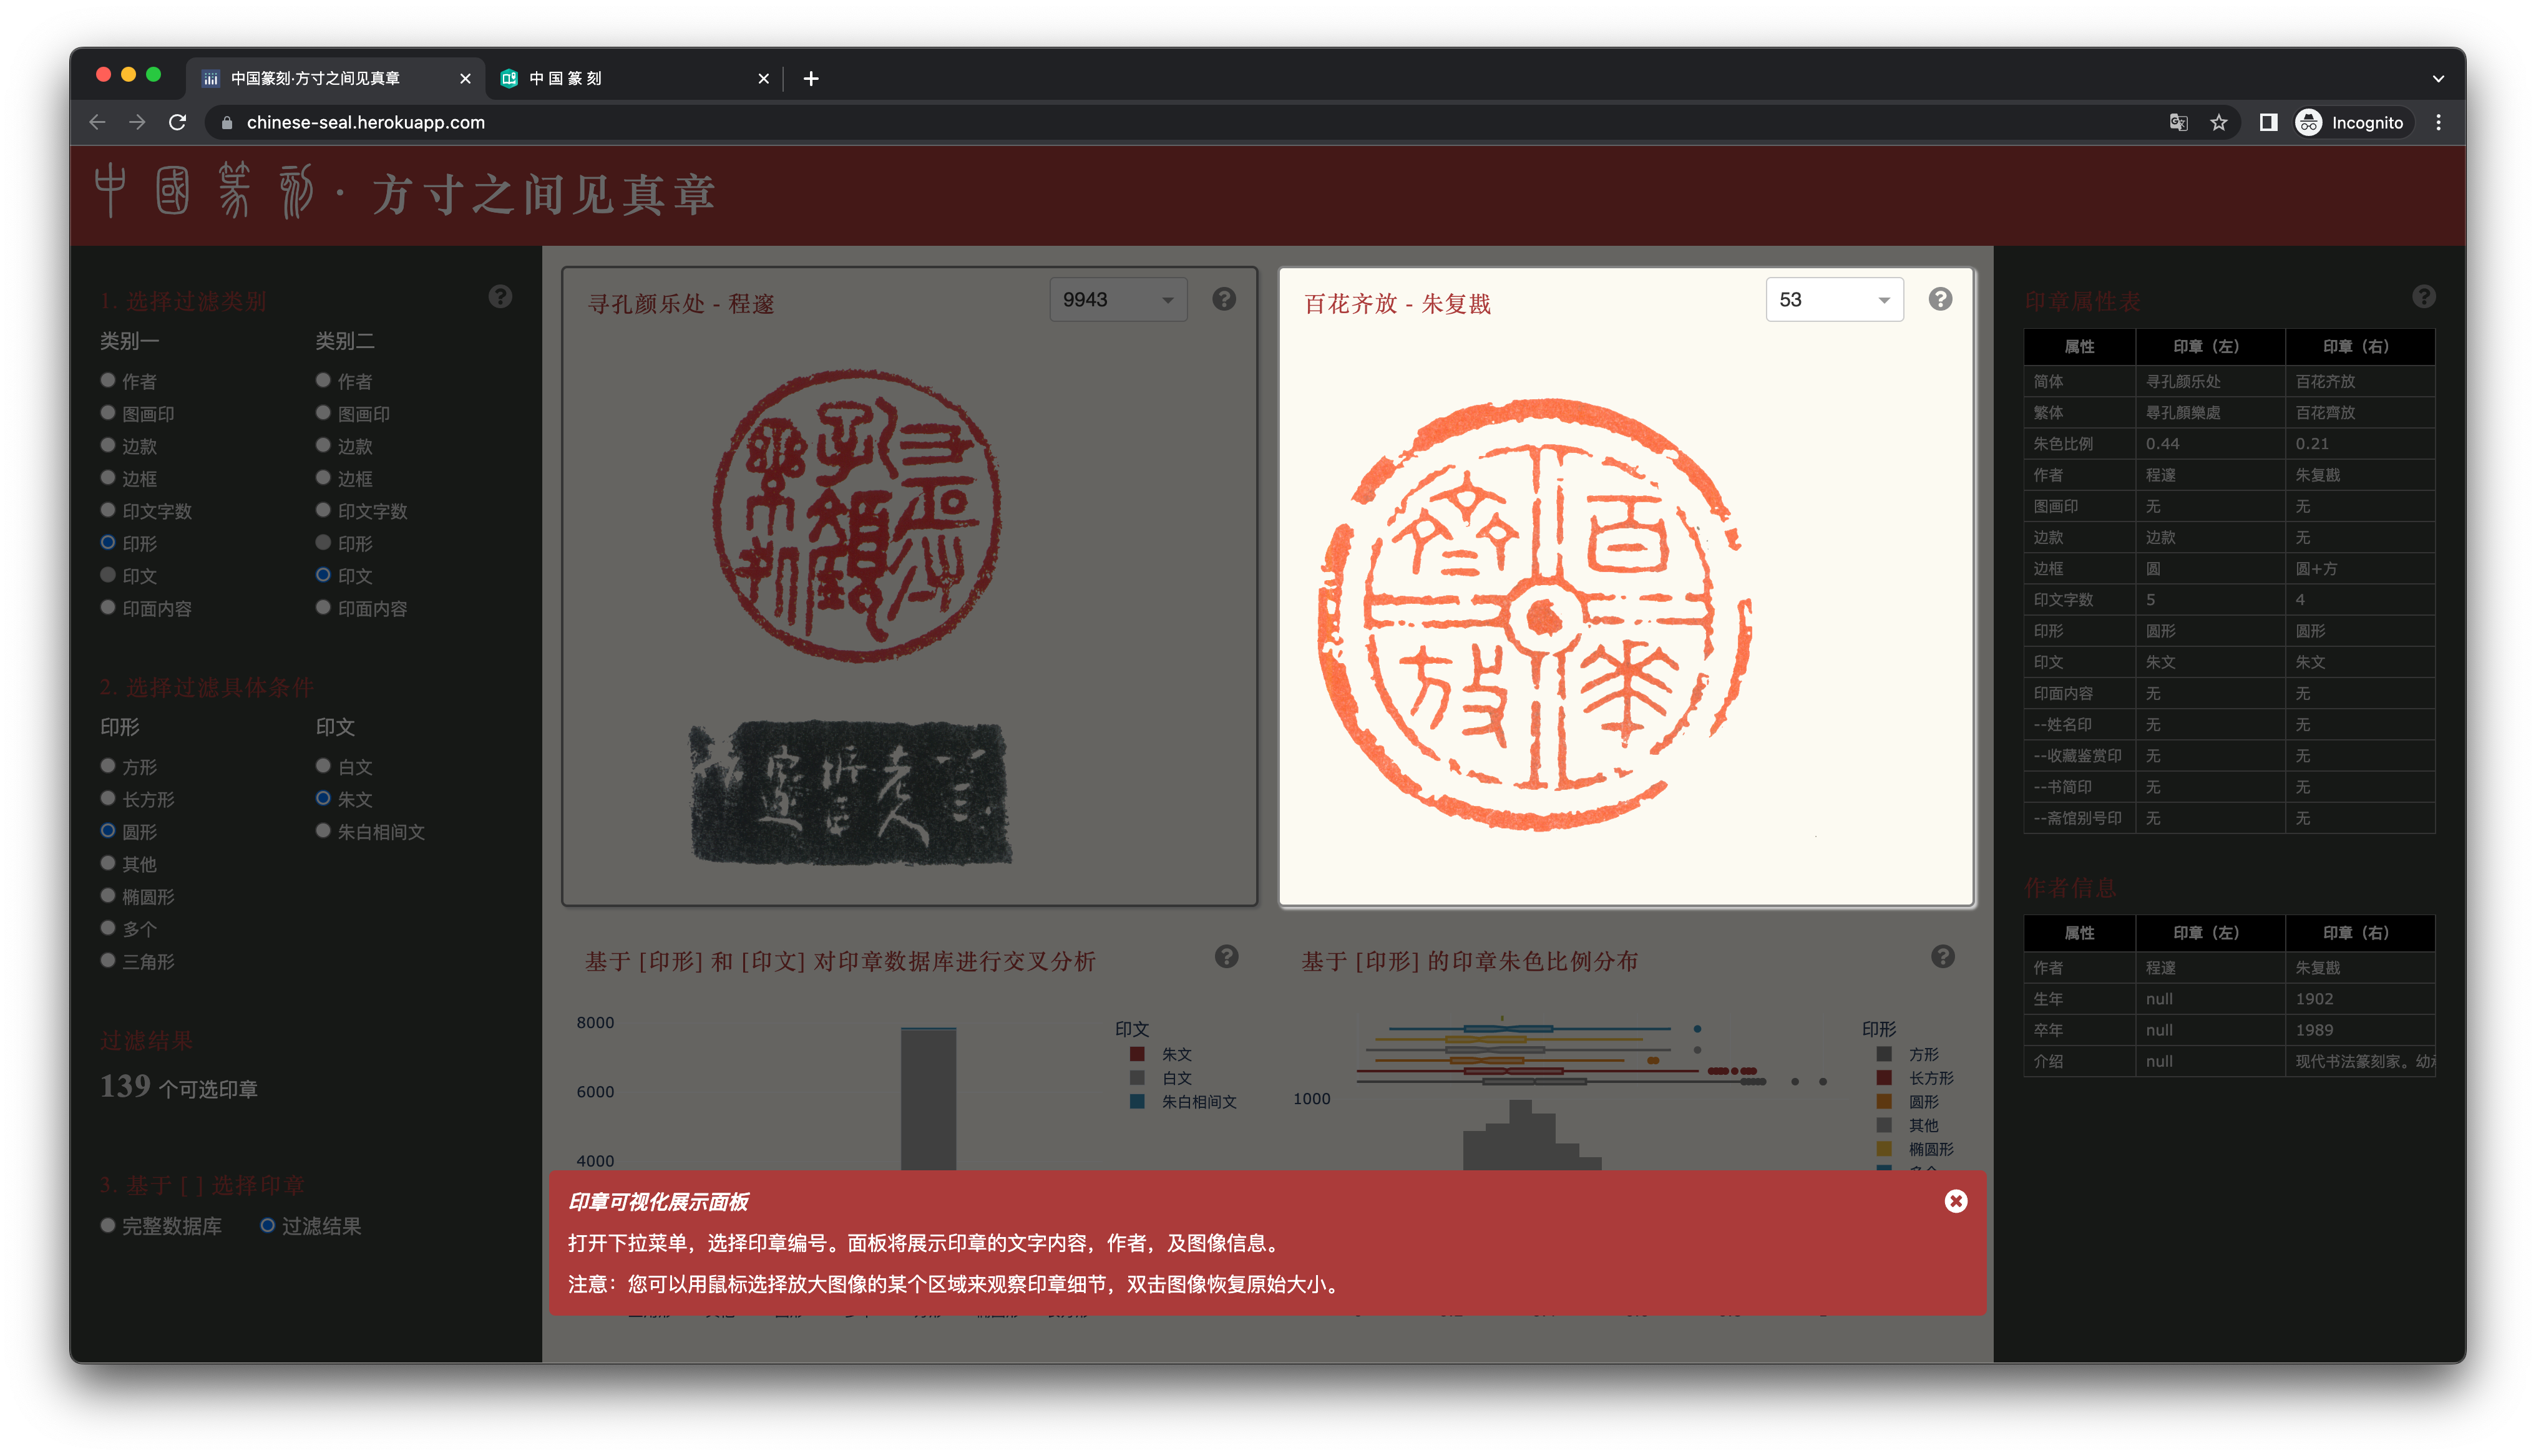 中国篆刻·方寸之间见真章
中 国 篆 刻
chinese-seal.herokuapp.com
Incognito
中 國 篆 刻 · 方寸之间见真章
1. 选择过滤类别
类别一 类别二
作者 作者
图画印 图画印
边款 边款
边框 边框
印文字数 印文字数
印形 印形
印文 印文
印面内容 印面内容
2. 选择过滤具体条件
印形 印文
方形 白文
长方形 朱文
圆形 朱白相间文
其他
椭圆形
多个
三角形
过滤结果
139 个可选印章
3. 基于 [ ] 选择印章
完整数据库 过滤结果
寻孔颜乐处 - 程邃
9943
百花齐放 - 朱复戡
53
齊 百
放 華
基于 [印形] 和 [印文] 对印章数据库进行交叉分析
8000
6000
4000
印文
朱文
白文
朱白相间文
基于 [印形] 的印章朱色比例分布
1000
印形
方形
长方形
圆形
其他
椭圆形
印章可视化展示面板
打开下拉菜单，选择印章编号。面板将展示印章的文字内容，作者，及图像信息。
注意：您可以用鼠标选择放大图像的某个区域来观察印章细节，双击图像恢复原始大小。
印章属性表
属性 印章（左） 印章（右）
简体 寻孔颜乐处 百花齐放
繁体 尋孔顏樂處 百花齊放
朱色比例 0.44 0.21
作者 程邃 朱复戡
图画印 无 无
边款 边款 无
边框 圆 圆+方
印文字数 5 4
印形 圆形 圆形
印文 朱文 朱文
印面内容 无 无
--姓名印 无 无
--收藏鉴赏印 无 无
--书简印 无 无
--斋馆别号印 无 无
作者信息
属性 印章（左） 印章（右）
作者 程邃 朱复戡
生年 null 1902
卒年 null 1989
介绍 null 现代书法篆刻家。幼